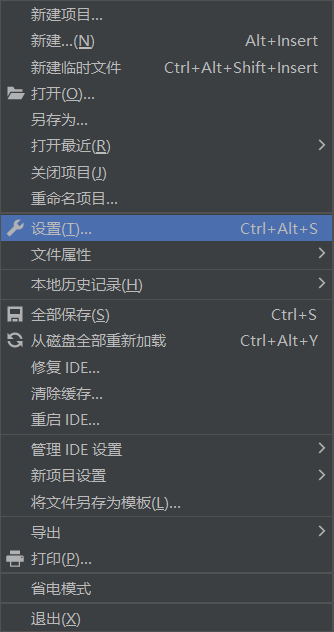 新建项目...
新建...(N) Alt+Insert
新建临时文件 Ctrl+Alt+Shift+Insert
打开(O)...
另存为...
打开最近(R)
关闭项目(J)
重命名项目...
设置(T)... Ctrl+Alt+S
文件属性
本地历史记录(H)
全部保存(S) Ctrl+S
从磁盘全部重新加载 Ctrl+Alt+Y
修复 IDE...
清除缓存...
重启 IDE...
管理 IDE 设置
新项目设置
将文件另存为模板(L)...
导出
打印(P)...
省电模式
退出(X)